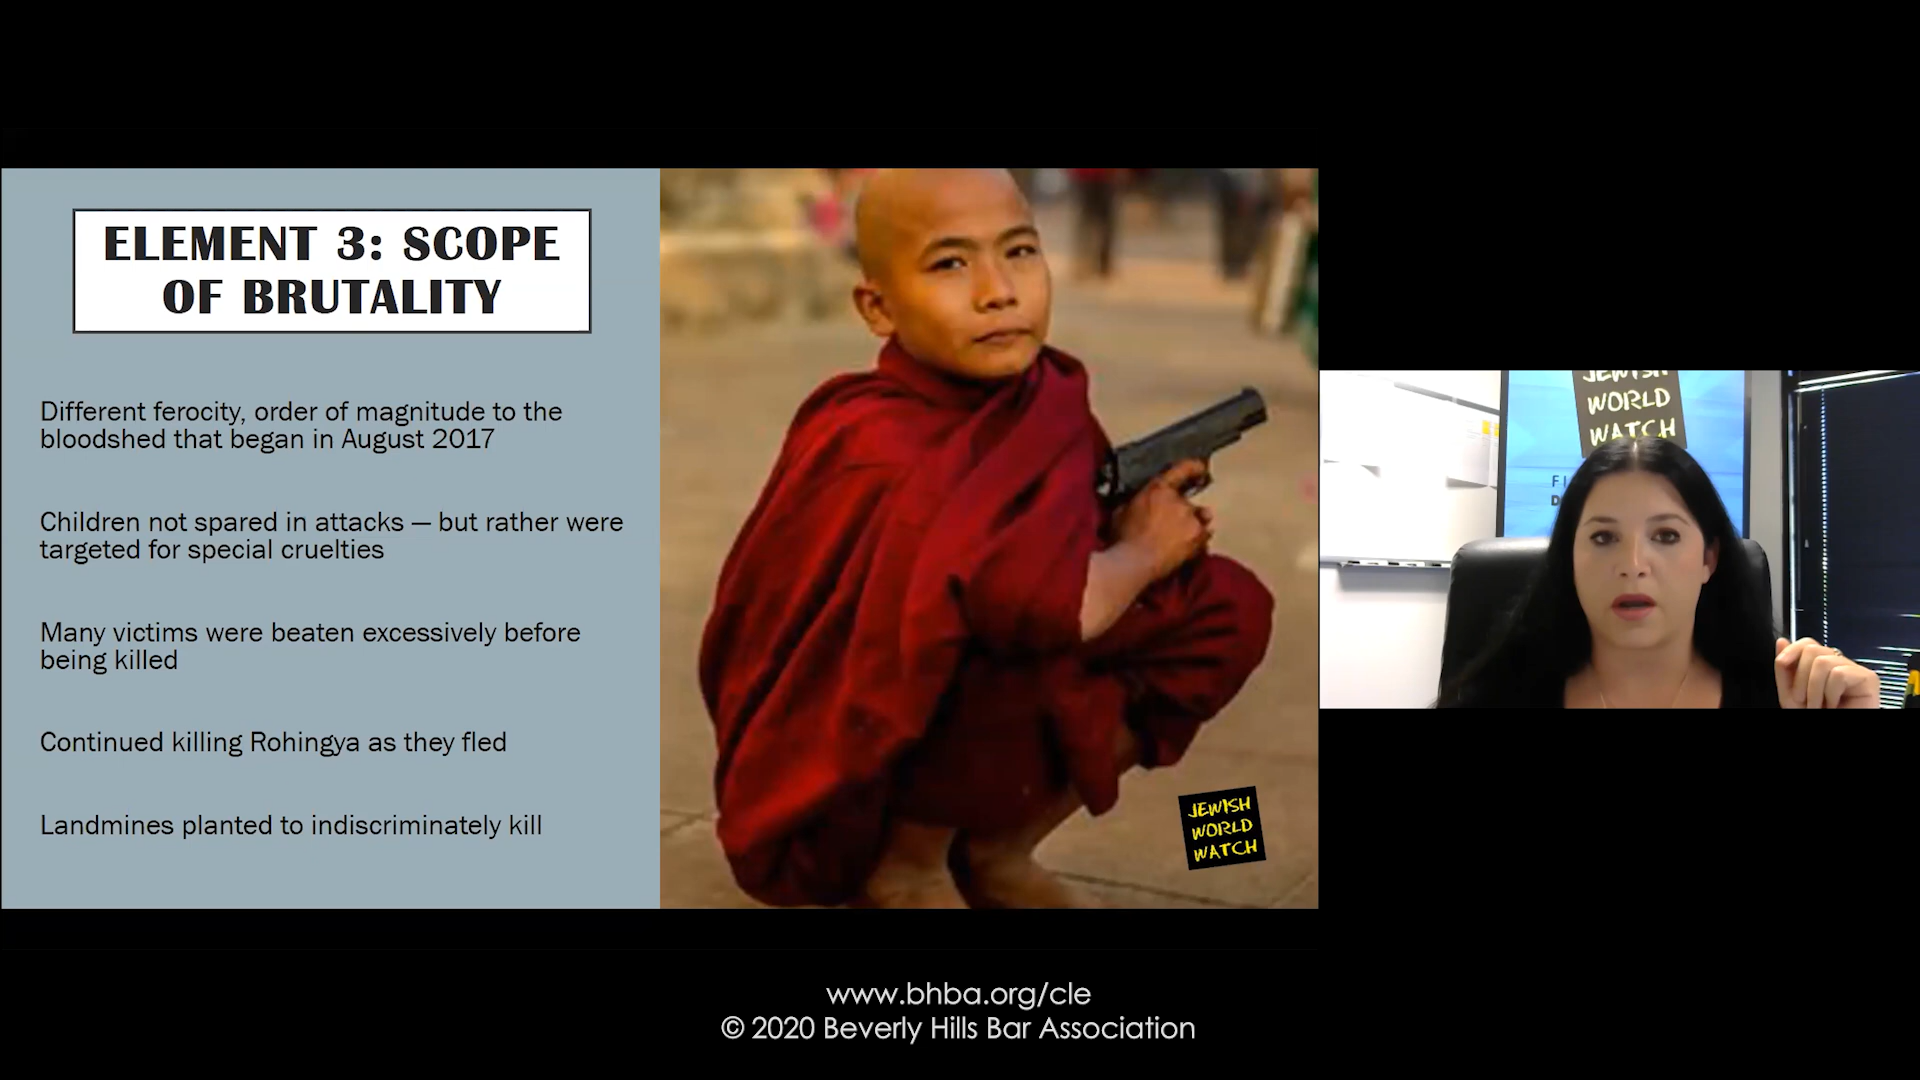 ELEMENT 3: SCOPE
OF BRUTALITY
Different ferocity, order of magnitude to the
bloodshed that began in August 2017
Children not spared in attacks — but rather were
targeted for special cruelties
Many victims were beaten excessively before
being killed
Continued killing Rohingya as they fled
Landmines planted to indiscriminately kill
JEWISH
WORLD
WATCH
JEWISH
WORLD
WATCH
www.bhba.org/cle
© 2020 Beverly Hills Bar Association